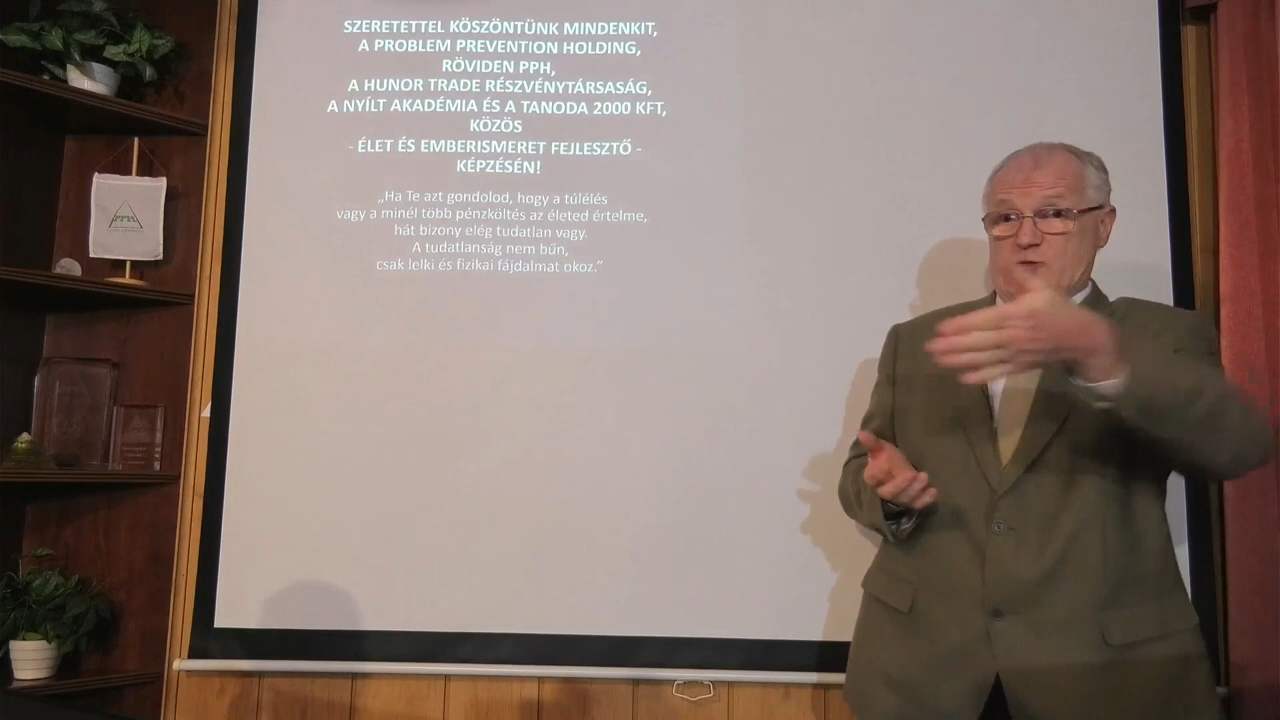 SZERETETTEL KÖSZÖNTÜNK MINDENKIT,
A PROBLEM PREVENTION HOLDING,
RÖVIDEN PPH,
A HUNOR TRADE RÉSZVÉNYTÁRSASÁG,
A NYÍLT AKADÉMIA ÉS A TANODA 2000 KFT,
KÖZÖS
- ÉLET ÉS EMBERISMERET FEJLESZTŐ -
KÉPZÉSÉN!
„Ha Te azt gondolod, hogy a túlélés
vagy a minél több pénzköltés az életed értelme,
hát bizony elég tudatlan vagy.
A tudatlanság nem bűn,
csak lelki és fizikai fájdalmat okoz.”